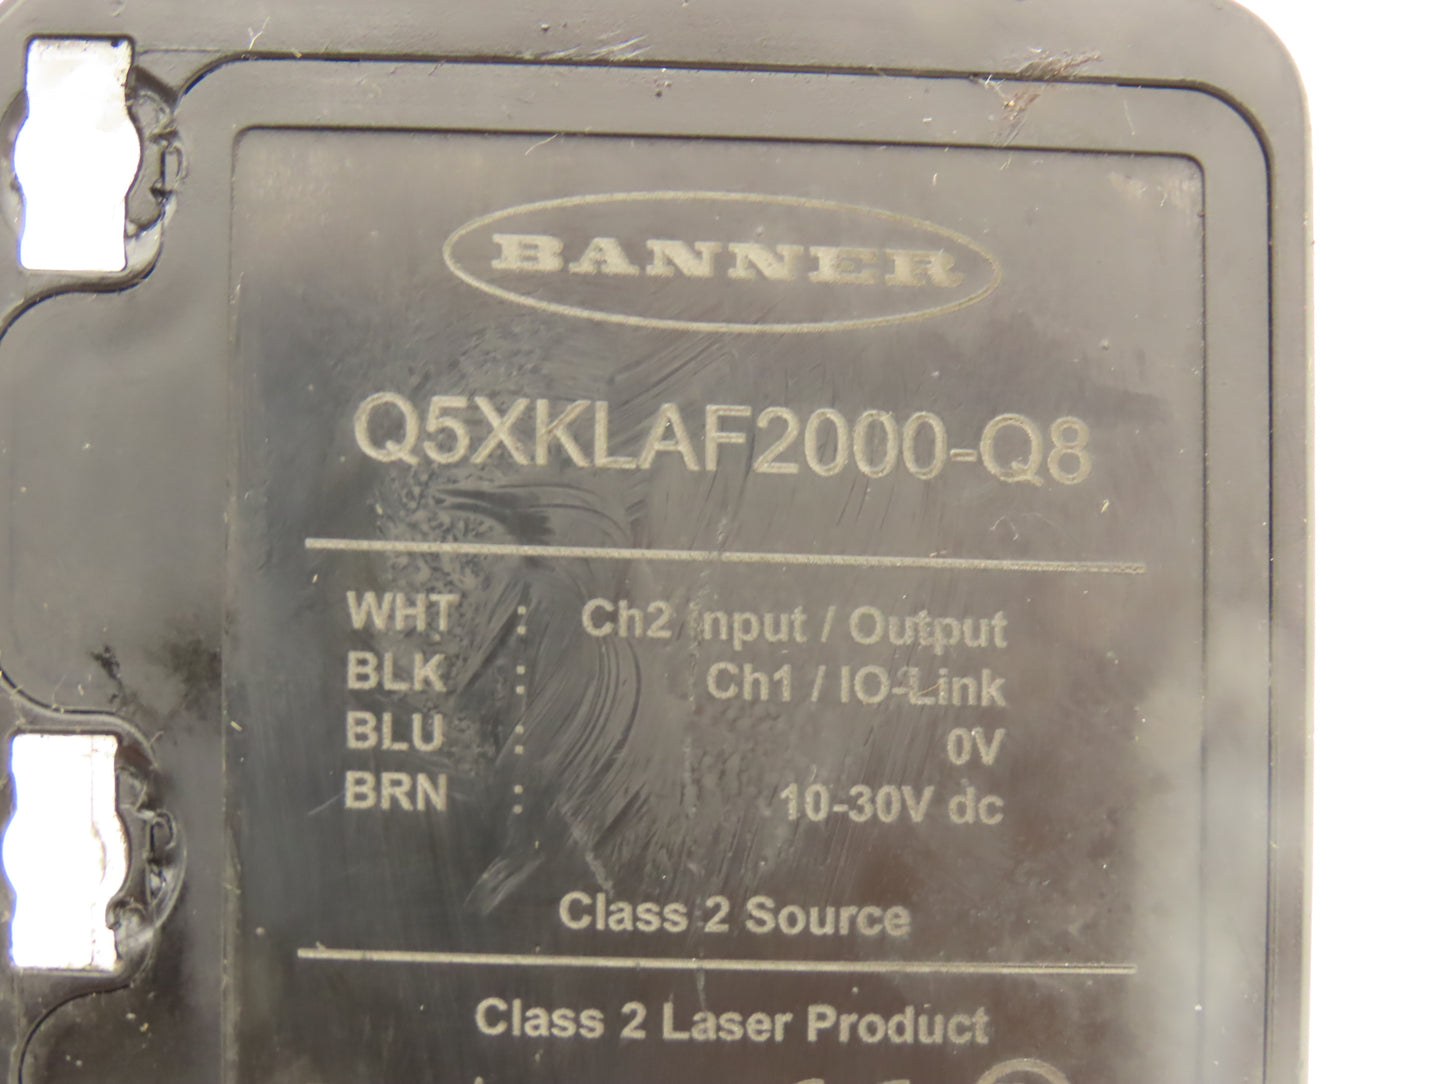 BANNER
Q5XKLAF2000-Q8
WHT : Ch2 Input / Output
BLK : Ch1 / IO-Link
BLU : 0V
BRN : 10-30V dc
Class 2 Source
Class 2 Laser Product